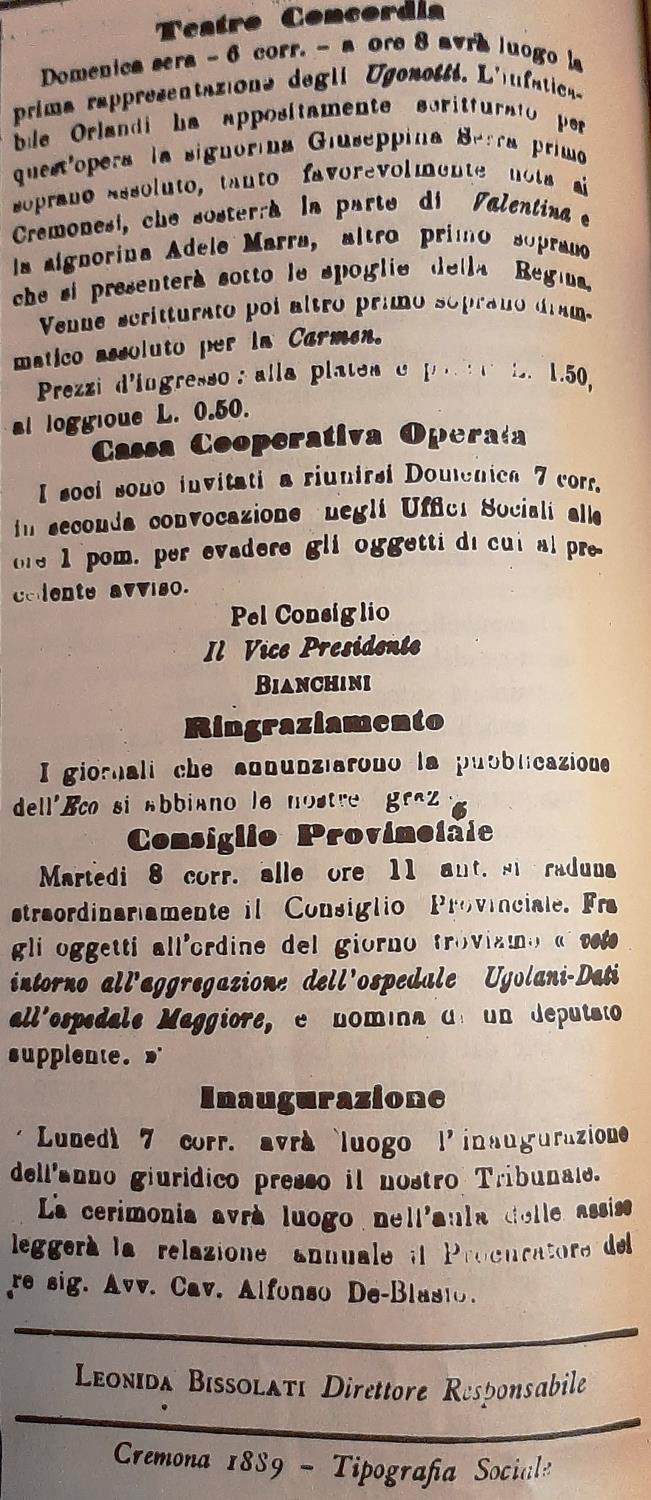 Teatro Concordia
Domenica sera - 6 corr. - a ore 8 avrà luogo la
prima rappresentazione degli Ugonotti. L'infatica-
bile Orlandi ha appositamente scritturato per
quest'opera la signorina Giuseppina Serra primo
soprano assoluto, tanto favorevolmente nota ai
Cremonesi, che sosterrà la parte di Valentina e
la signorina Adele Marra, altro primo soprano
che si presenterà sotto le spoglie della Regina.
Venne scritturato poi altro primo soprano dram-
matico assoluto per la Carmen.
Prezzi d'ingresso: alla platea e L. 1.50,
al loggione L. 0.50.
Cassa Cooperativa Operaia
I soci sono invitati a riunirsi Domenica 7 corr.
in seconda convocazione negli Uffici Sociali alle
ore 1 pom. per evadere gli oggetti di cui al pre-
cedente avviso.
Pel Consiglio
Il Vice Presidente
BIANCHINI
Ringraziamento
I giornali che annunziarono la pubblicazione
dell'Eco si abbiano le nostre
Consiglio Provinciale
Martedì 8 corr. alle ore 11 ant. si raduna
straordinariamente il Consiglio Provinciale. Fra
gli oggetti all'ordine del giorno troviamo « voto
intorno all'aggregazione dell'ospedale Ugolani-Dati
all'ospedale Maggiore, e nomina di un deputato
supplente. »
Inaugurazione
Lunedì 7 corr. avrà luogo l'inaugurazione
dell'anno giuridico presso il nostro Tribunale.
La cerimonia avrà luogo nell'aula delle assise
leggerà la relazione annuale il Procuratore del
re sig. Avv. Cav. Alfonso De-Blasio.
LEONIDA BISSOLATI Direttore Responsabile
Cremona 1889 - Tipografia Sociale